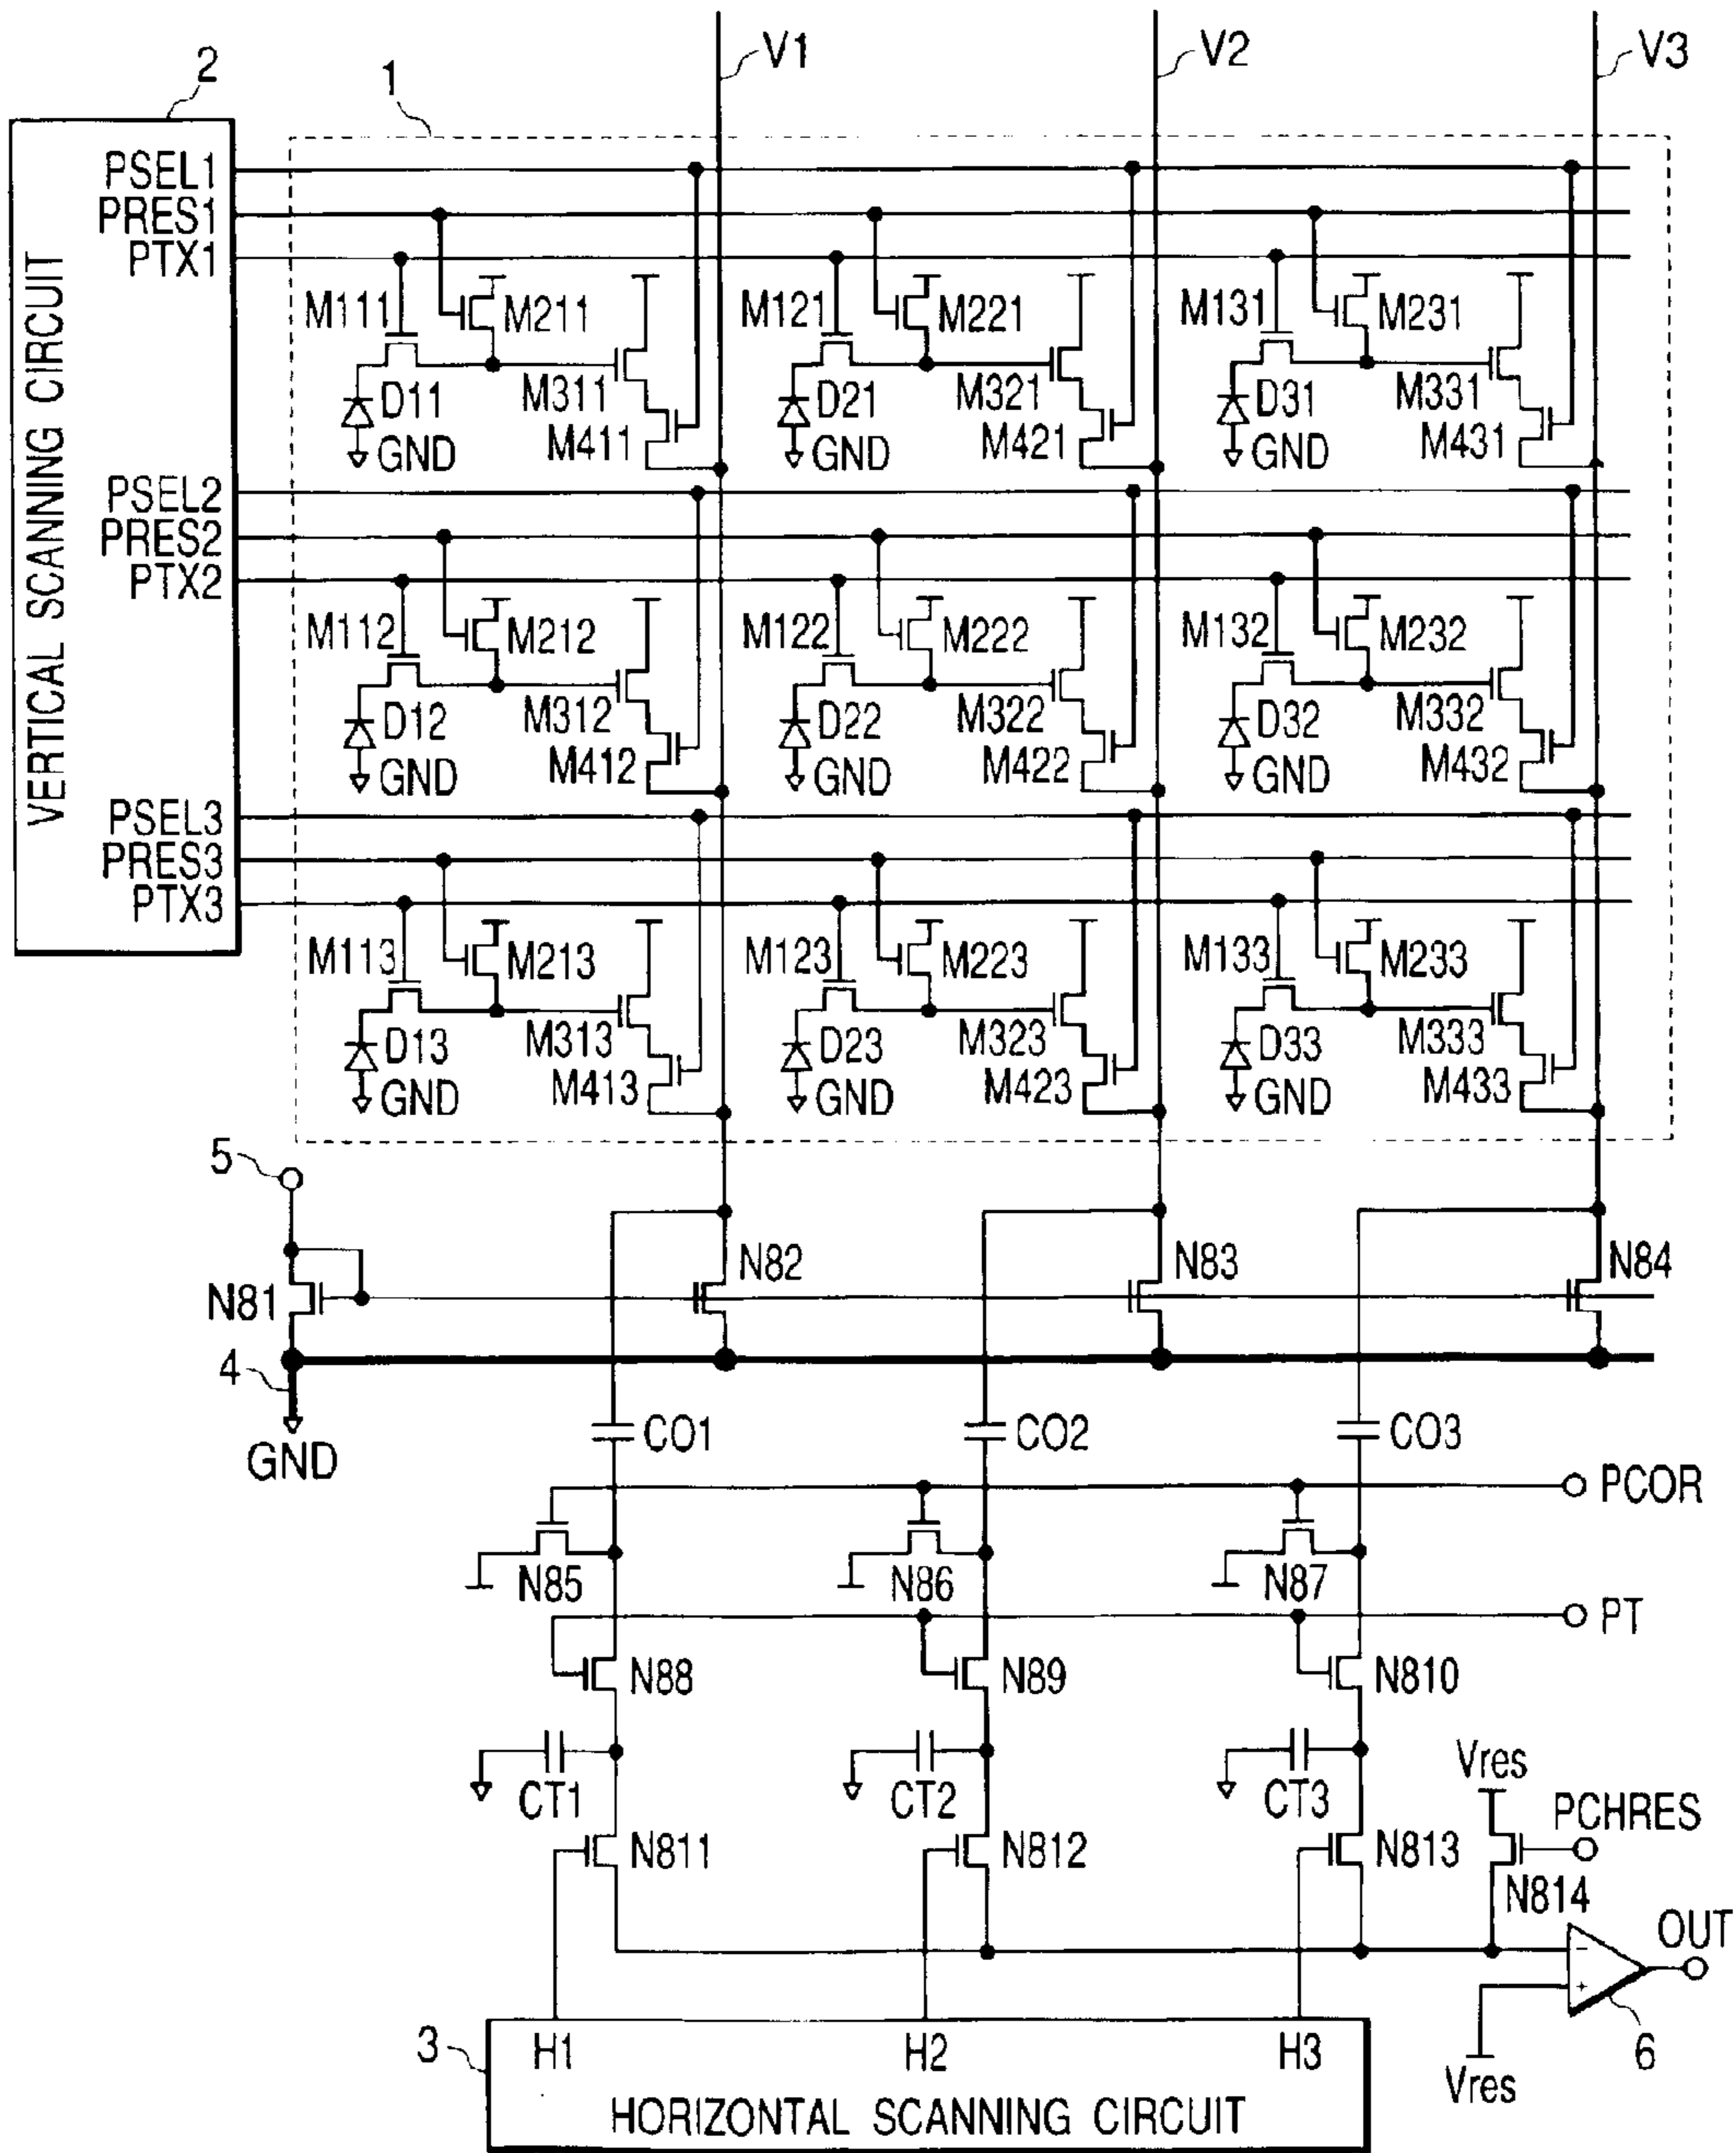 V1
V2
V3
2
1
VERTICAL SCANNING CIRCUIT
PSEL1
PRES1
PTX1
M111
M211
M121
M221
M131
M231
D11
M311
D21
M321
D31
M331
GND
M411
GND
M421
GND
M431
PSEL2
PRES2
PTX2
M112
M212
M122
M222
M132
M232
D12
M312
D22
M322
D32
M332
GND
M412
GND
M422
GND
M432
PSEL3
PRES3
PTX3
M113
M213
M123
M223
M133
M233
D13
M313
D23
M323
D33
M333
GND
M413
GND
M423
GND
M433
5
N81
N82
N83
N84
4
GND
CO1
CO2
CO3
PCOR
N85
N86
N87
PT
N88
N89
N810
CT1
CT2
CT3
Vres
PCHRES
N811
N812
N813
N814
OUT
-
+
6
Vres
3
H1
H2
H3
HORIZONTAL SCANNING CIRCUIT